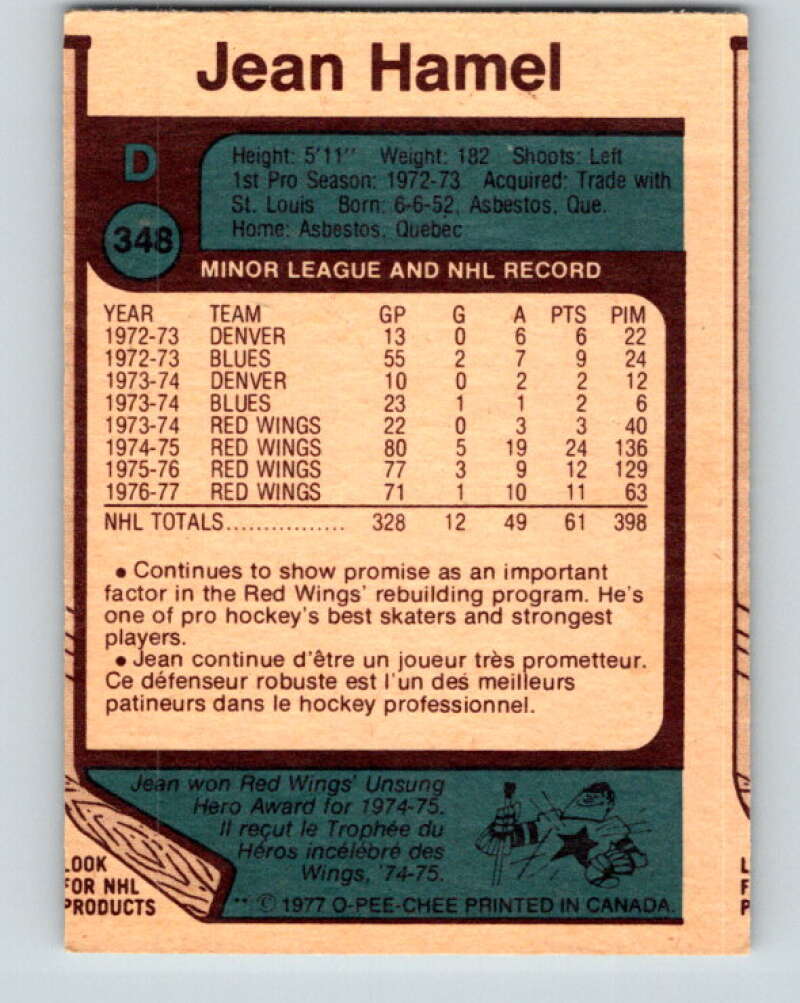 Jean Hamel
D
348
Height: 5'11" Weight: 182 Shoots: Left
1st Pro Season: 1972-73 Acquired: Trade with
St. Louis Born: 6-6-52, Asbestos, Que.
Home: Asbestos, Quebec
MINOR LEAGUE AND NHL RECORD
YEAR TEAM GP G A PTS PIM
1972-73 DENVER 13 0 6 6 22
1972-73 BLUES 55 2 7 9 24
1973-74 DENVER 10 0 2 2 12
1973-74 BLUES 23 1 1 2 6
1973-74 RED WINGS 22 0 3 3 40
1974-75 RED WINGS 80 5 19 24 136
1975-76 RED WINGS 77 3 9 12 129
1976-77 RED WINGS 71 1 10 11 63
NHL TOTALS................ 328 12 49 61 398
• Continues to show promise as an important
factor in the Red Wings' rebuilding program. He's
one of pro hockey's best skaters and strongest
players.
• Jean continue d'être un joueur très prometteur.
Ce défenseur robuste est l'un des meilleurs
patineurs dans le hockey professionnel.
Jean won Red Wings' Unsung
Hero Award for 1974-75.
Il reçut le Trophée du
Héros incélébré des
Wings, '74-75.
LOOK
FOR NHL
PRODUCTS
** © 1977 O-PEE-CHEE PRINTED IN CANADA.
L
F
P